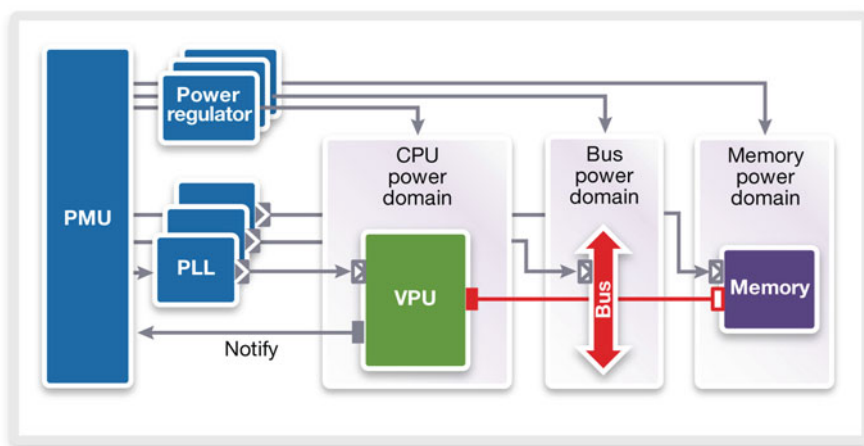 PMU
Power
regulator
PLL
Notify
CPU
power
domain
VPU
Bus
power
domain
Bus
Memory
power
domain
Memory